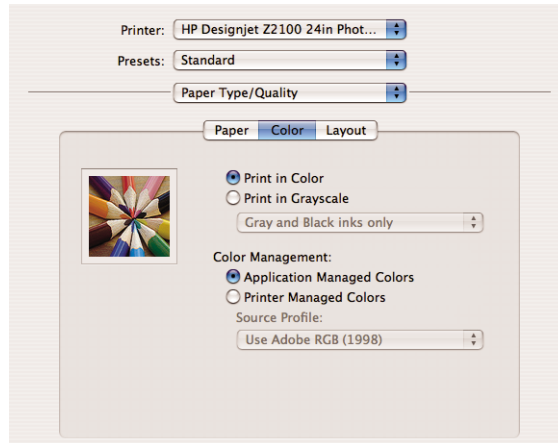 Printer: HP Designjet Z2100 24in Phot...
Presets: Standard
Paper Type/Quality
Paper Color Layout
Print in Color
Print in Grayscale
Gray and Black inks only
Color Management:
Application Managed Colors
Printer Managed Colors
Source Profile:
Use Adobe RGB (1998)